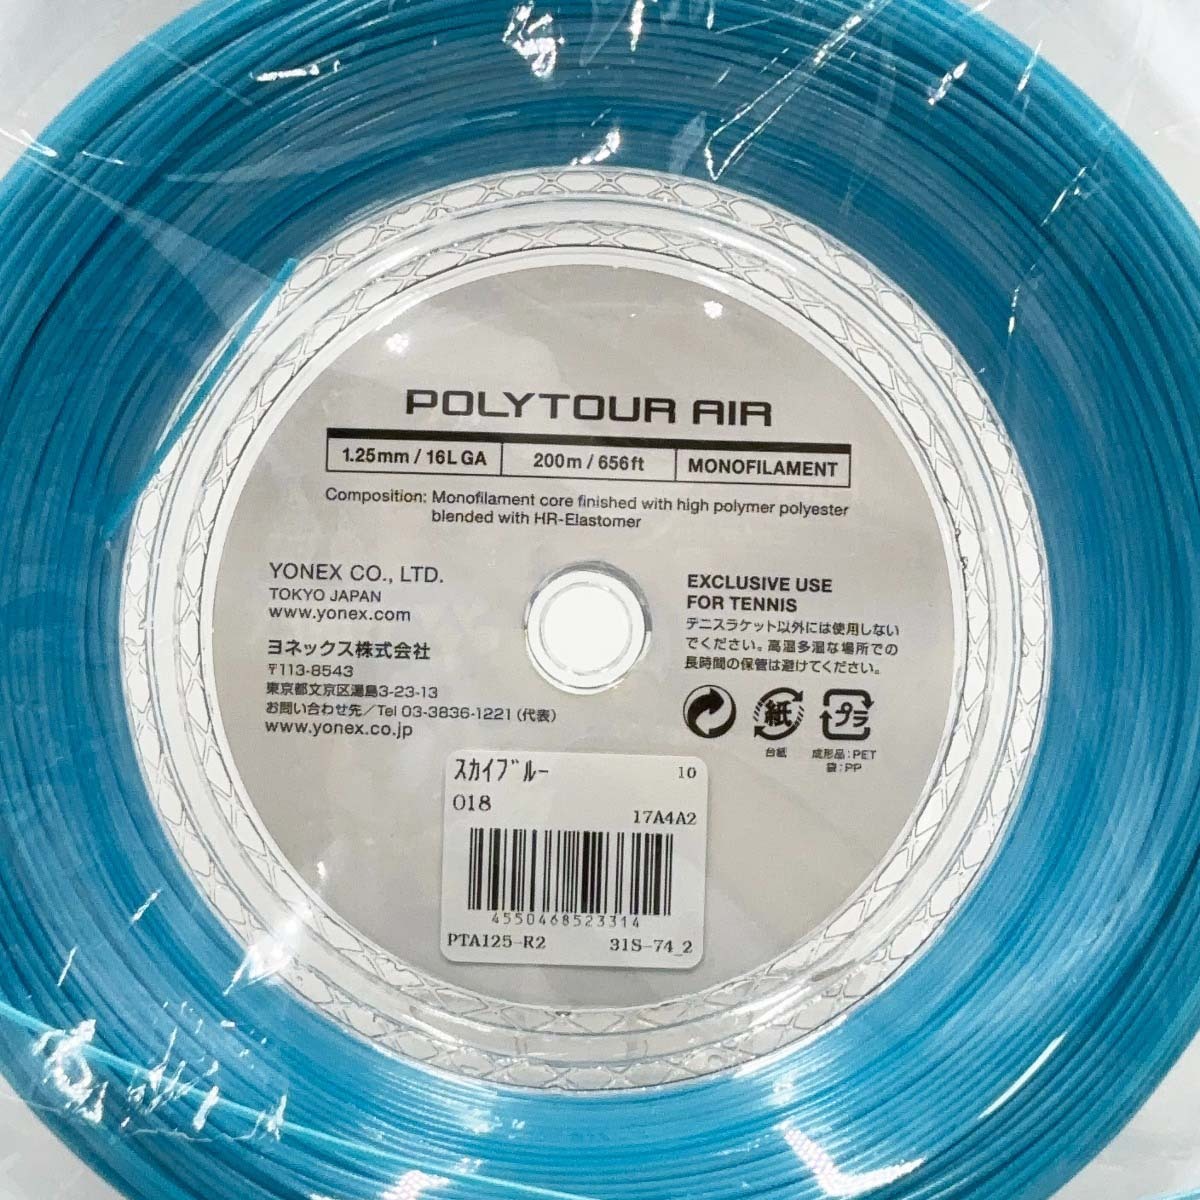 POLYTOUR AIR
1.25mm / 16L GA 200m / 656ft MONOFILAMENT
Composition: Monofilament core finished with high polymer polyester
blended with HR-Elastomer
YONEX CO., LTD.
TOKYO JAPAN
www.yonex.com
ヨネックス株式会社
〒113-8543
東京都文京区湯島3-23-13
お問い合わせ先／Tel 03-3836-1221 (代表)
www.yonex.co.jp
EXCLUSIVE USE
FOR TENNIS
テニスラケット以外には使用しない
でください。高温多湿な場所での
長時間の保管は避けてください。
紙
台紙
プラ
成形品：PET
袋：PP
ｽｶｲﾌﾞﾙｰ 10
018
17A4A2
4550468523314
PTA125-R2 31S-74_2